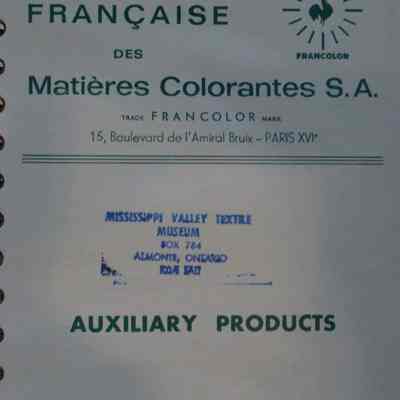 FRANÇAISE
FRANCOLOR
DES
Matières Colorantes S.A.
TRADE FRANCOLOR MARK
15, Boulevard de l'Amiral Bruix – PARIS XVIe
MISSISSIPPI VALLEY TEXTILE
MUSEUM
BOX 784
ALMONTE, ONTARIO
K0A 1A0
AUXILIARY PRODUCTS